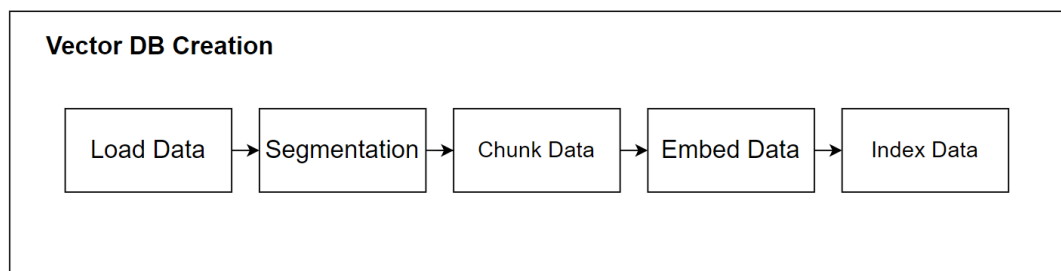 Vector DB Creation
Load Data
Segmentation
Chunk Data
Embed Data
Index Data